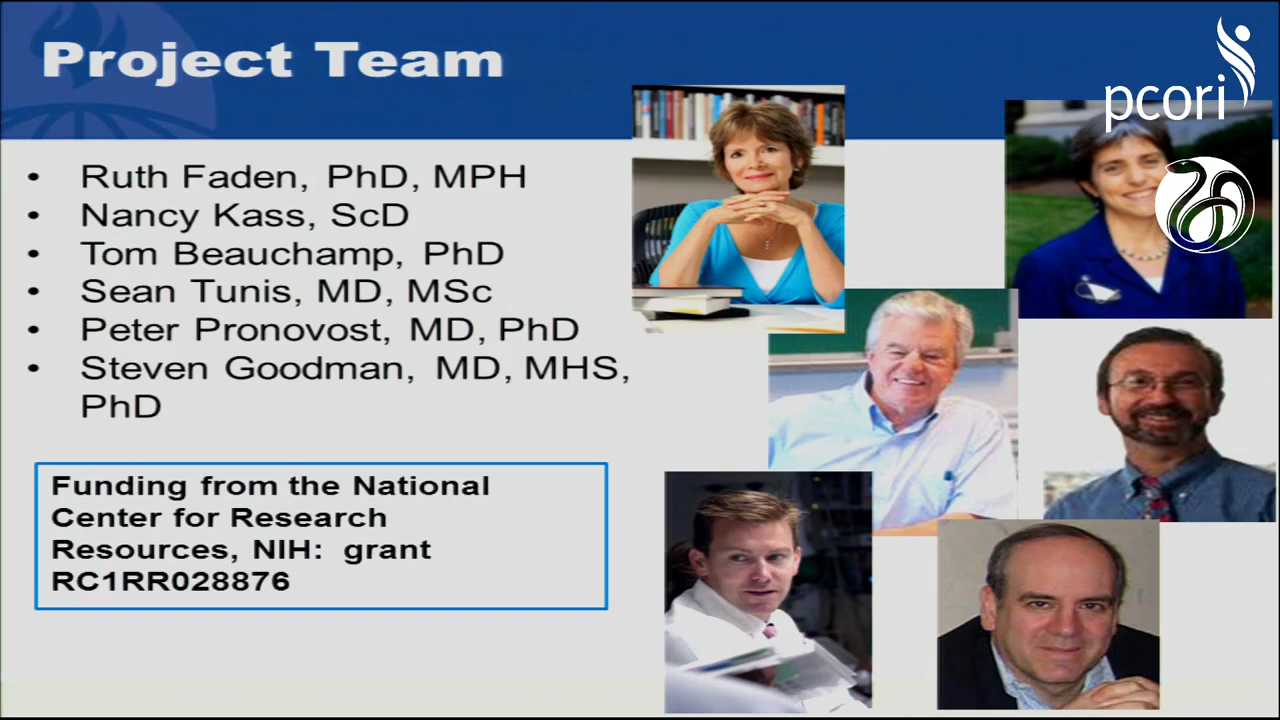 Project Team
pcori
• Ruth Faden, PhD, MPH
• Nancy Kass, ScD
• Tom Beauchamp, PhD
• Sean Tunis, MD, MSc
• Peter Pronovost, MD, PhD
• Steven Goodman, MD, MHS,
PhD
Funding from the National
Center for Research
Resources, NIH: grant
RC1RR028876